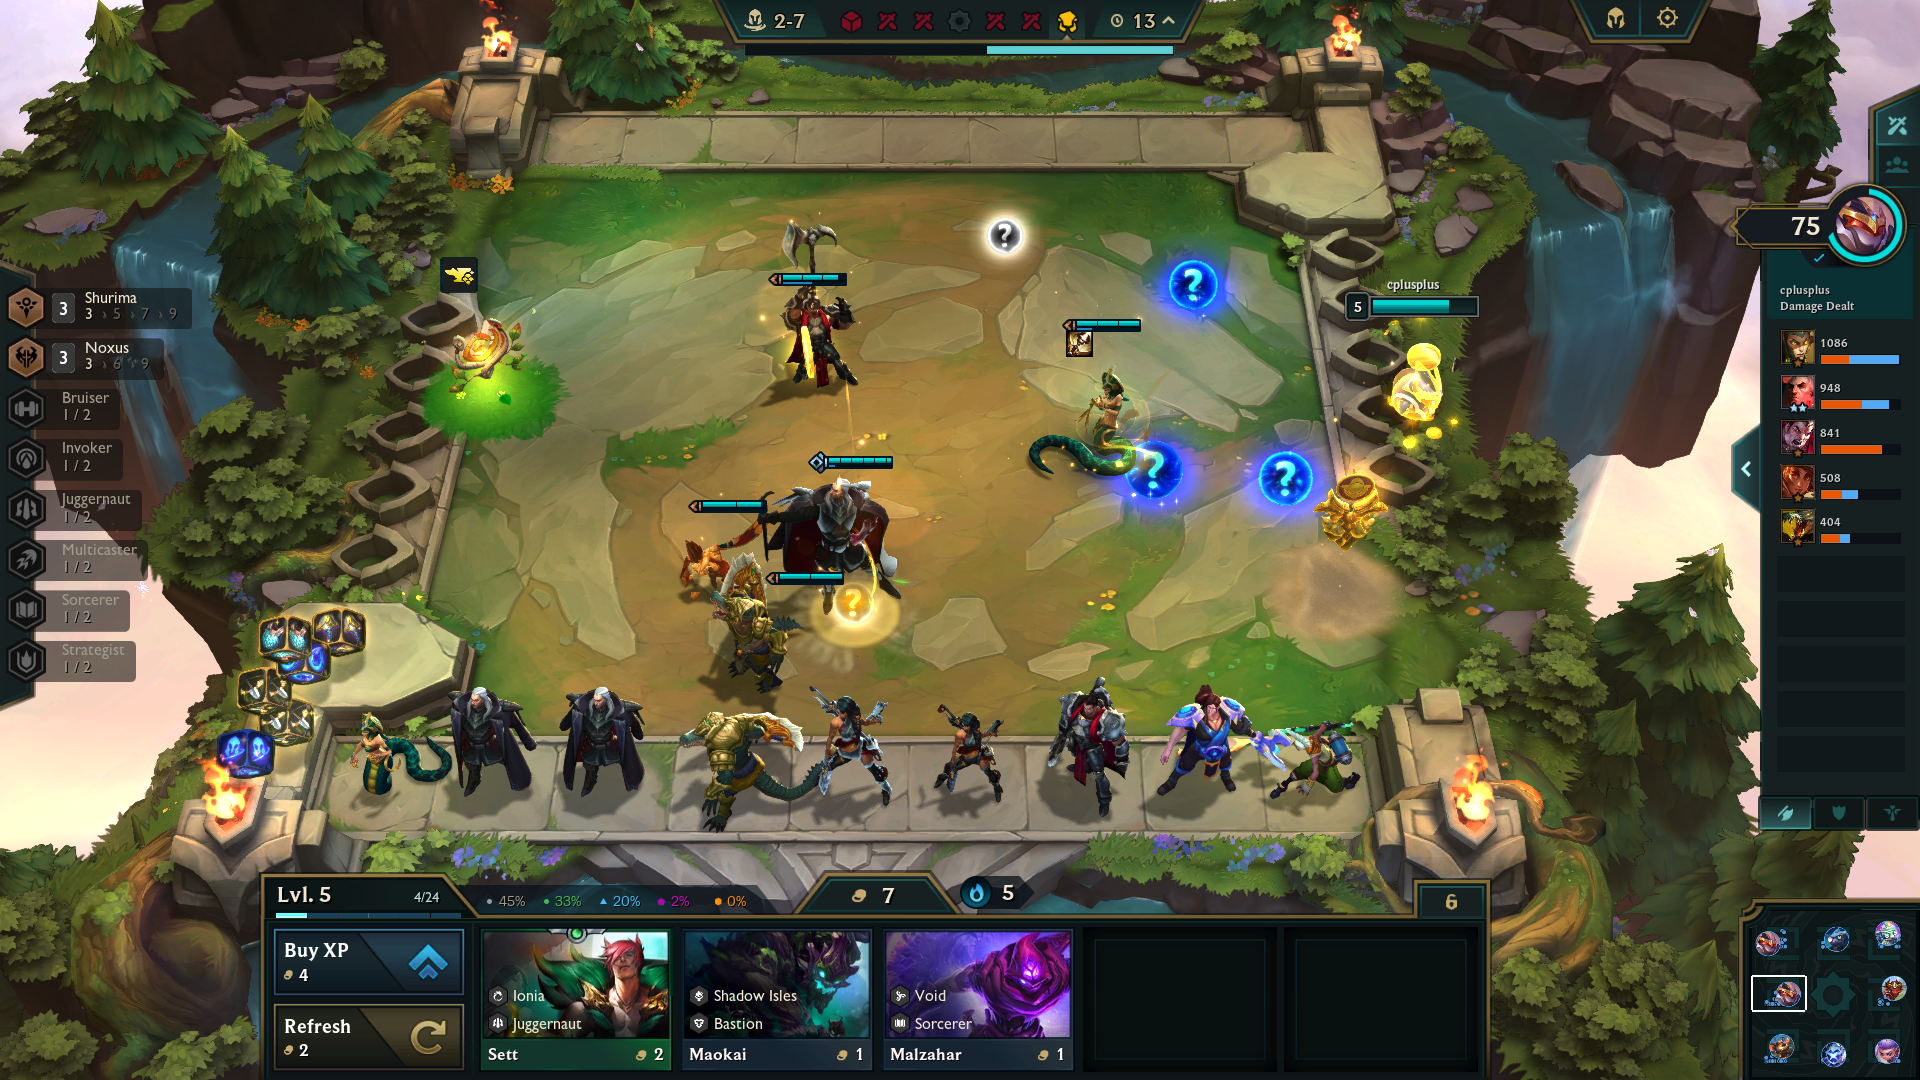 2-7
13
75
cplusplus
5
cplusplus
Damage Dealt
1086
948
841
508
404
3 Shurima
3 › 5 › 7 › 9
3 Noxus
3 › 6 › 9
Bruiser
1 / 2
Invoker
1 / 2
Juggernaut
1 / 2
Multicaster
1 / 2
Sorcerer
1 / 2
Strategist
1 / 2
?
?
?
?
?
Lvl. 5
4/24
45%
33%
20%
2%
0%
7
5
6
Buy XP
4
Refresh
2
Ionia
Juggernaut
Sett
2
Shadow Isles
Bastion
Maokai
1
Void
Sorcerer
Malzahar
1